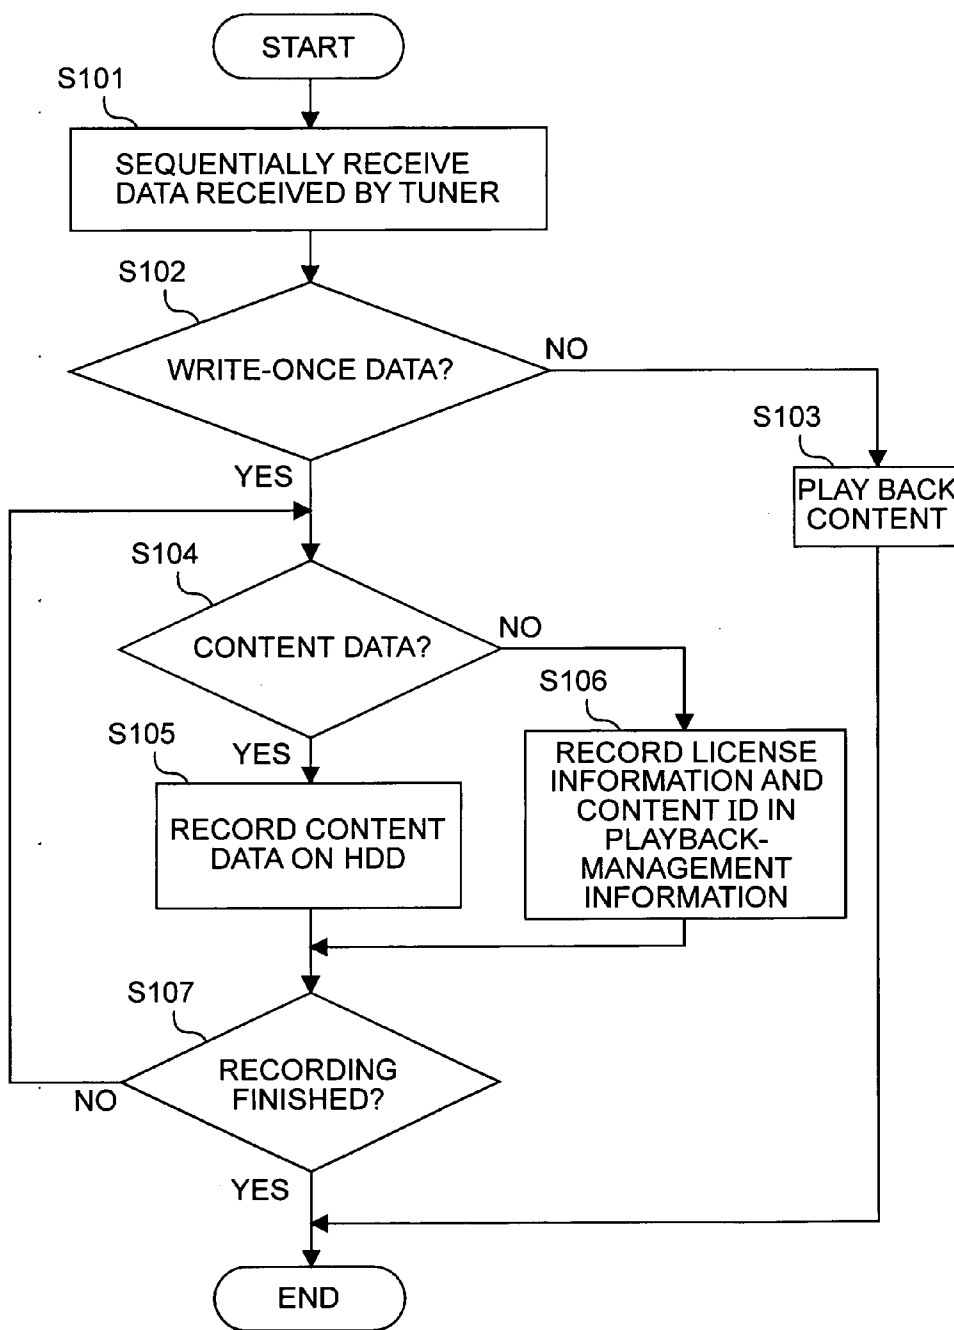 START
S101
SEQUENTIALLY RECEIVE
DATA RECEIVED BY TUNER
S102
WRITE-ONCE DATA?
NO
YES
S103
PLAY BACK
CONTENT
S104
CONTENT DATA?
NO
YES
S105
RECORD CONTENT
DATA ON HDD
S106
RECORD LICENSE
INFORMATION AND
CONTENT ID IN
PLAYBACK-
MANAGEMENT
INFORMATION
S107
RECORDING
FINISHED?
NO
YES
END